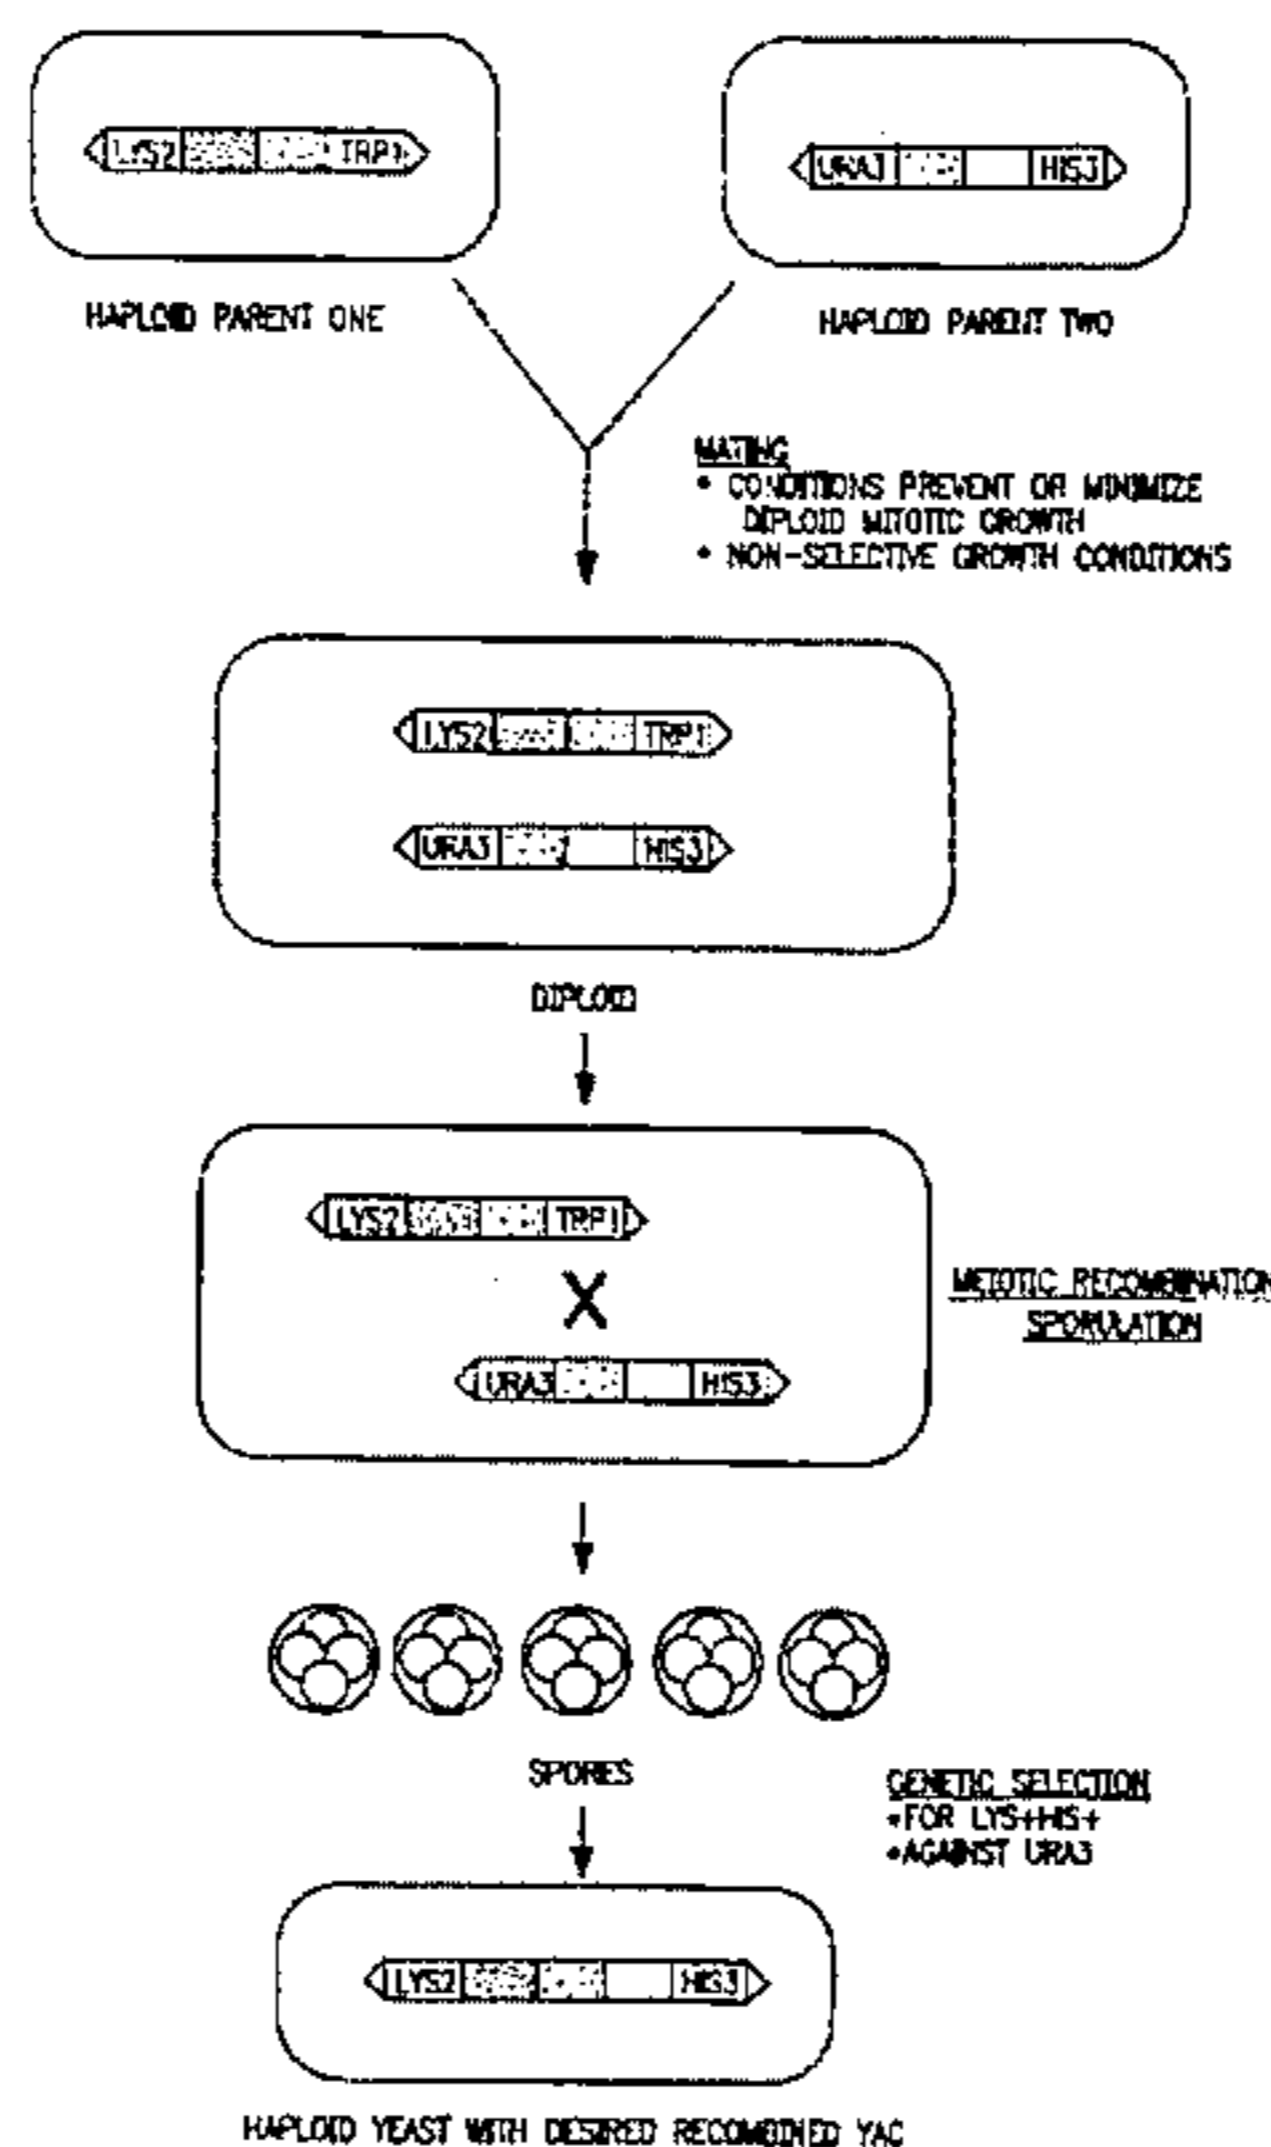 LYS2 TRP1
URA3 HIS3
HAPLOID PARENT ONE
HAPLOID PARENT TWO
MATING
• CONDITIONS PREVENT OR MINIMIZE
DIPLOID MITOTIC GROWTH
• NON-SELECTIVE GROWTH CONDITIONS
LYS2 TRP1
URA3 HIS3
DIPLOID
LYS2 TRP1
X
URA3 HIS3
MEIOTIC RECOMBINATION
SPORULATION
SPORES
GENETIC SELECTION
•FOR LYS+HIS+
•AGAINST URA3
LYS2 HIS3
HAPLOID YEAST WITH DESIRED RECOMBINED YAC